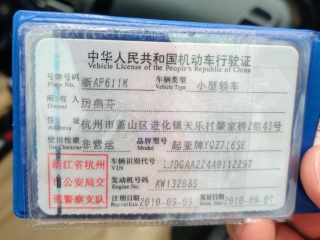 中华人民共和国机动车行驶证
Vehicle License of the People's Republic of China
号牌号码 Plate No. 浙AP611M 车辆类型 Vehicle Type 小型轿车
所有人 Owner 厉燕芬
住址 Address 杭州市萧山区进化镇天乐村肇家桥2组43号
使用性质 Use Character 非营运 品牌型号 Model 起亚牌YQZ7165E
浙江省杭州市公安局交通警察支队
车辆识别代号 VIN LJDGAA224A0112297
发动机号码 Engine No. AW132685
注册日期 2010-09-09 发证日期 2010-09-09